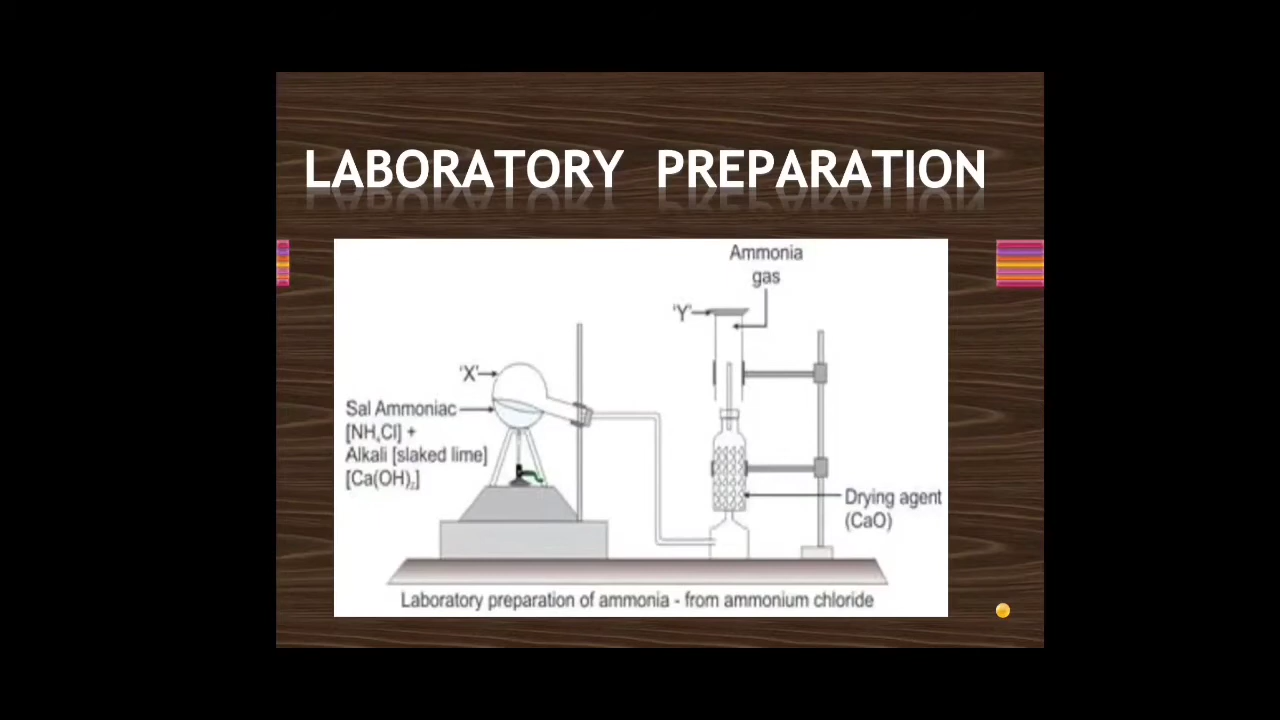 LABORATORY PREPARATION
Ammonia
gas
'Y'
'X'
Sal Ammoniac
[NH₄Cl] +
Alkali [slaked lime]
[Ca(OH)₂]
Drying agent
(CaO)
Laboratory preparation of ammonia - from ammonium chloride